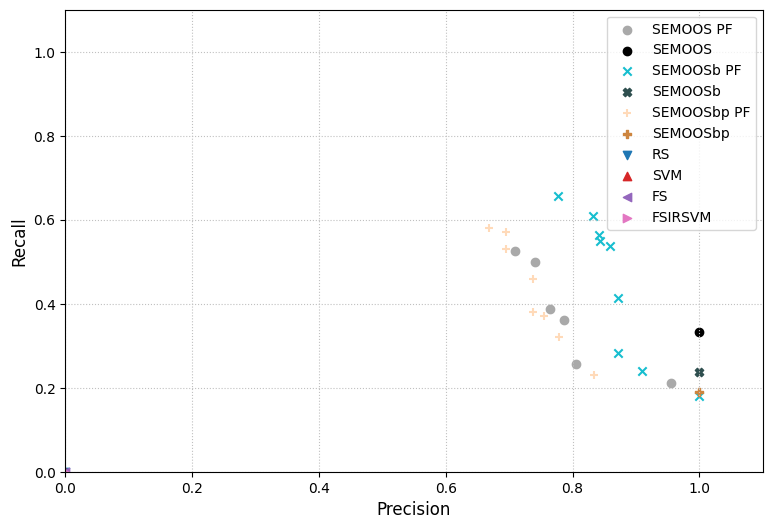 SEMOOS PF
SEMOOS
SEMOOSb PF
SEMOOSb
SEMOOSbp PF
SEMOOSbp
RS
SVM
FS
FSIRSVM
1.0
0.8
0.6
0.4
0.2
0.0
Recall
0.0 0.2 0.4 0.6 0.8 1.0
Precision